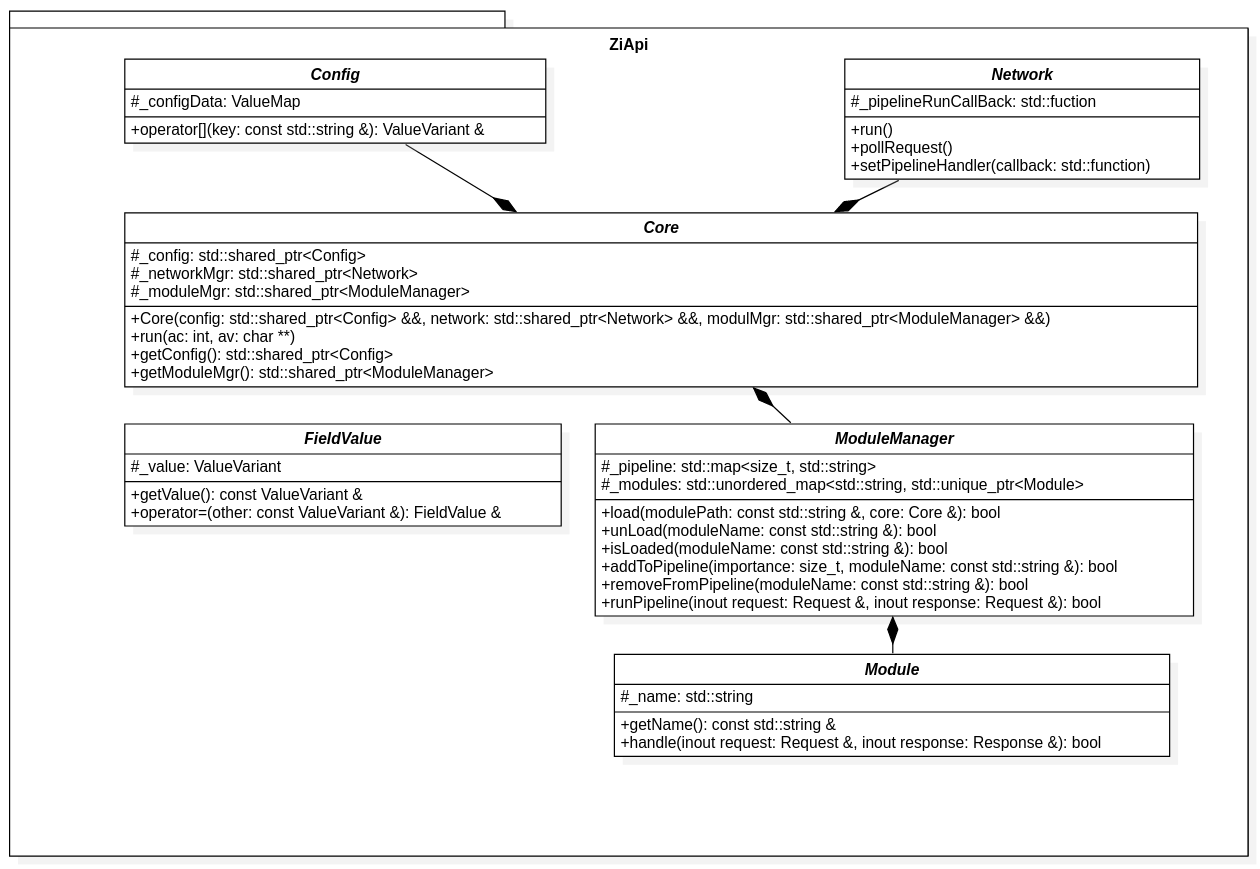 ZiApi
Config
#_configData: ValueMap
+operator[](key: const std::string &): ValueVariant &
Network
#_pipelineRunCallBack: std::fuction
+run()
+pollRequest()
+setPipelineHandler(callback: std::function)
Core
#_config: std::shared_ptr<Config>
#_networkMgr: std::shared_ptr<Network>
#_moduleMgr: std::shared_ptr<ModuleManager>
+Core(config: std::shared_ptr<Config> &&, network: std::shared_ptr<Network> &&, modulMgr: std::shared_ptr<ModuleManager> &&)
+run(ac: int, av: char **)
+getConfig(): std::shared_ptr<Config>
+getModuleMgr(): std::shared_ptr<ModuleManager>
FieldValue
#_value: ValueVariant
+getValue(): const ValueVariant &
+operator=(other: const ValueVariant &): FieldValue &
ModuleManager
#_pipeline: std::map<size_t, std::string>
#_modules: std::unordered_map<std::string, std::unique_ptr<Module>
+load(modulePath: const std::string &, core: Core &): bool
+unLoad(moduleName: const std::string &): bool
+isLoaded(moduleName: const std::string &): bool
+addToPipeline(importance: size_t, moduleName: const std::string &): bool
+removeFromPipeline(moduleName: const std::string &): bool
+runPipeline(inout request: Request &, inout response: Request &): bool
Module
#_name: std::string
+getName(): const std::string &
+handle(inout request: Request &, inout response: Response &): bool